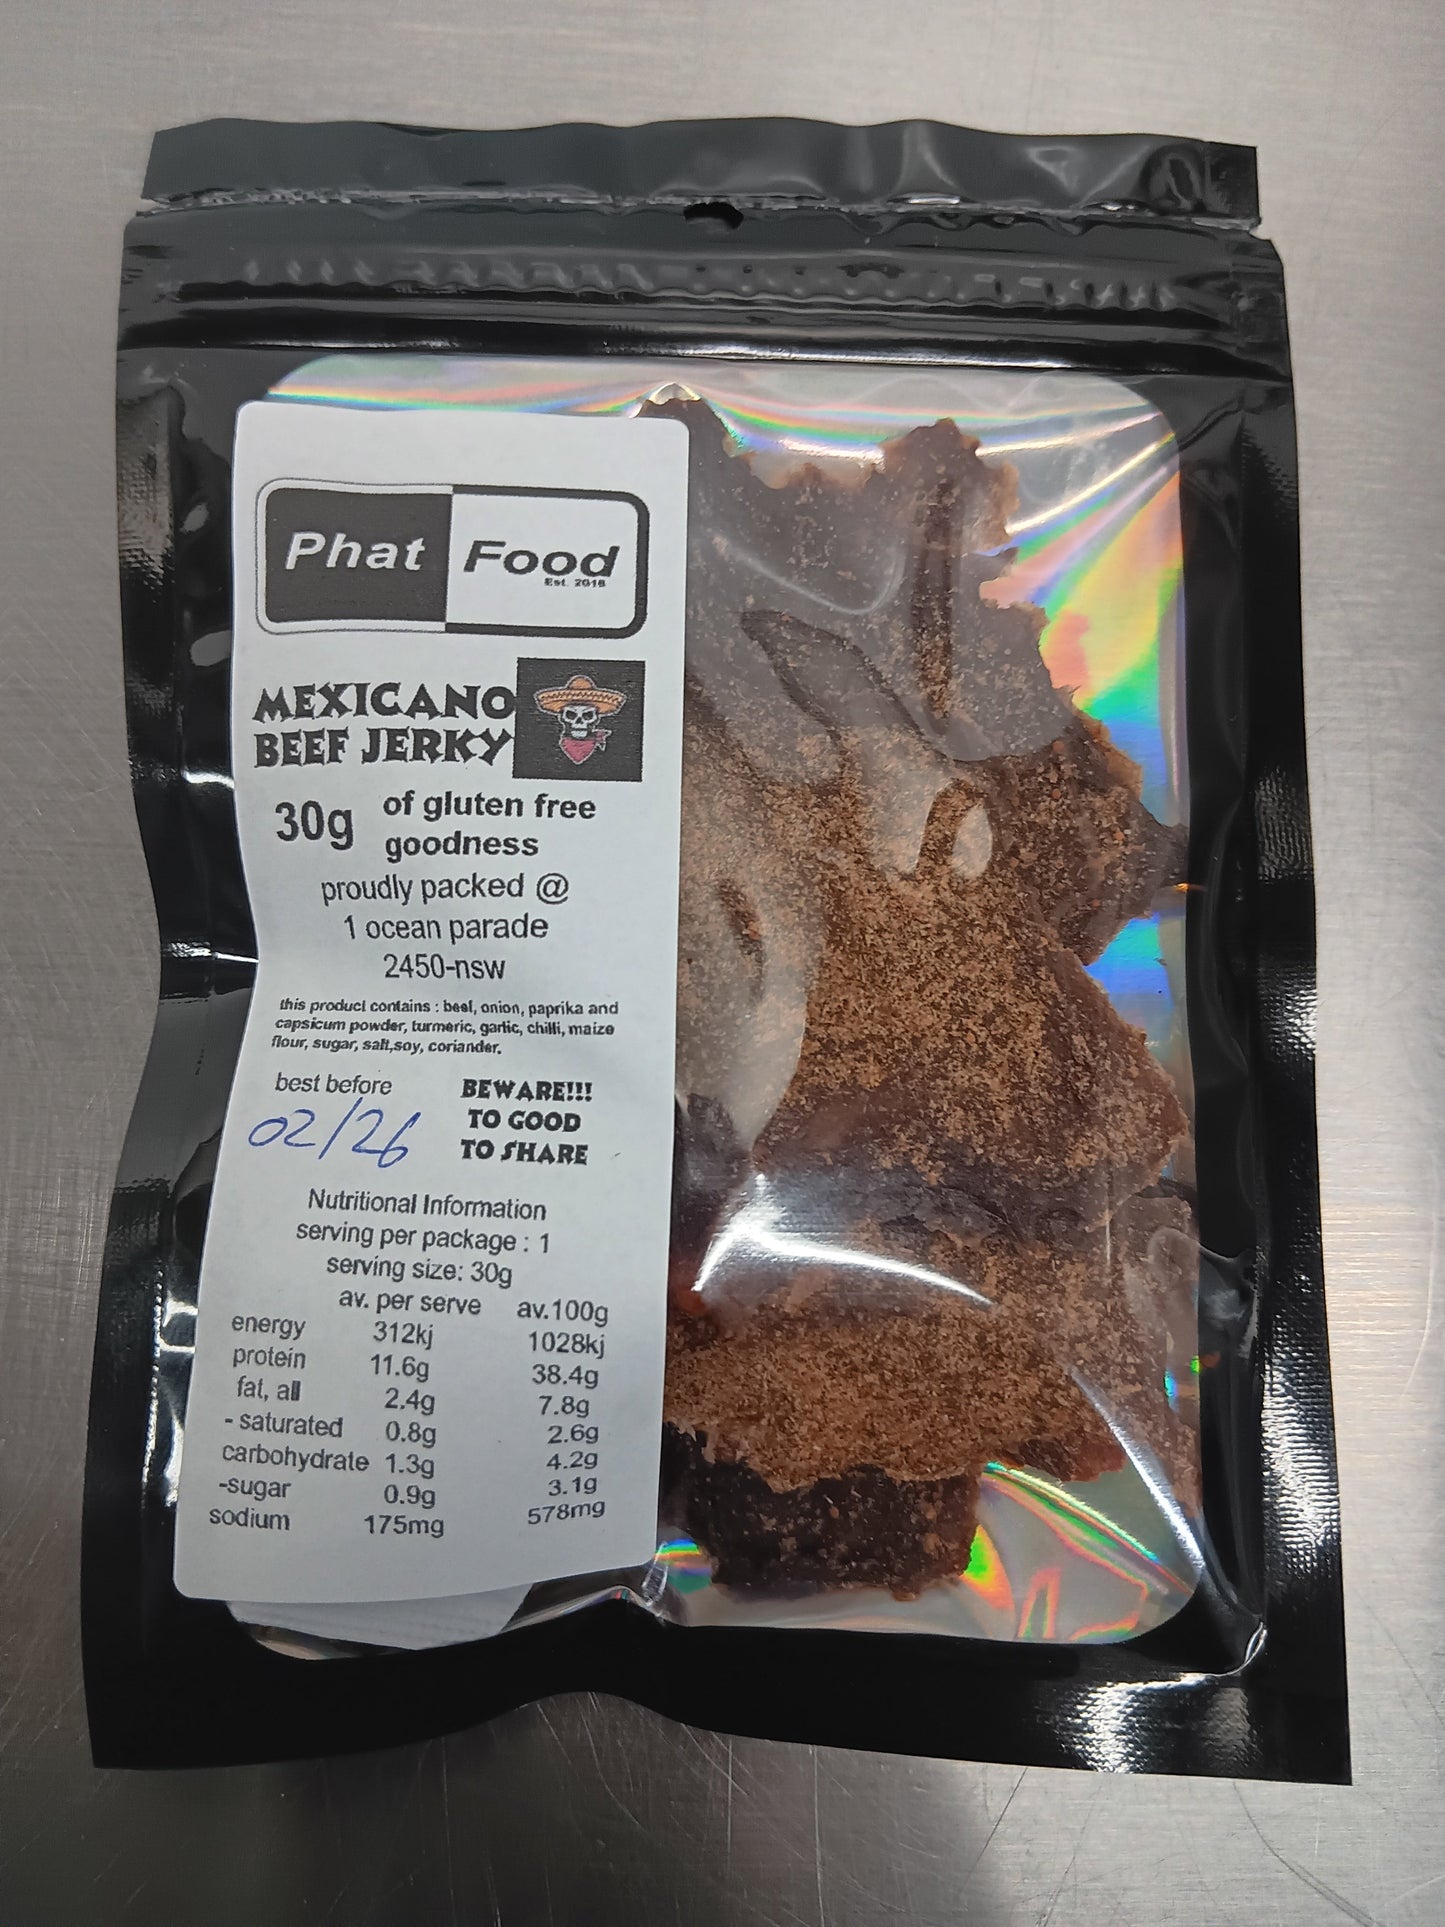 Phat Food
Est. 2018
MEXICANO
BEEF JERKY
30g of gluten free
goodness
proudly packed @
1 ocean parade
2450-nsw
this product contains : beef, onion, paprika and
capsicum powder, turmeric, garlic, chilli, maize
flour, sugar, salt,soy, coriander.
best before
02/26
BEWARE!!!
TO GOOD
TO SHARE
Nutritional Information
serving per package : 1
serving size: 30g
av. per serve av.100g
energy 312kj 1028kj
protein 11.6g 38.4g
fat, all 2.4g 7.8g
- saturated 0.8g 2.6g
carbohydrate 1.3g 4.2g
-sugar 0.9g 3.1g
sodium 175mg 578mg